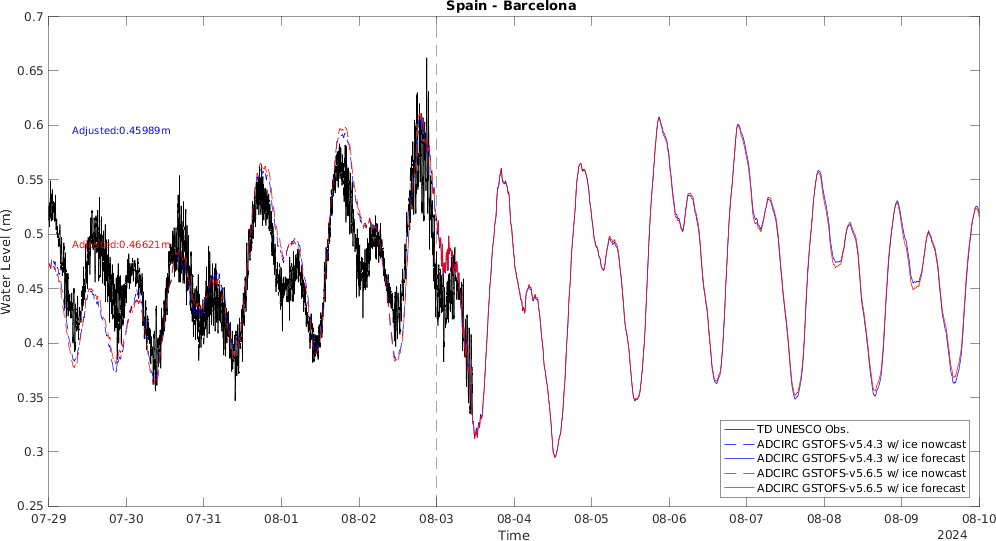 Spain - Barcelona
0.7
0.65
0.6
0.55
0.5
0.45
0.4
0.35
0.3
0.25
Water Level (m)
Adjusted:0.45989m
Adjusted:0.46621m
TD UNESCO Obs.
ADCIRC GSTOFS-v5.4.3 w/ ice nowcast
ADCIRC GSTOFS-v5.4.3 w/ ice forecast
ADCIRC GSTOFS-v5.6.5 w/ ice nowcast
ADCIRC GSTOFS-v5.6.5 w/ ice forecast
07-29 07-30 07-31 08-01 08-02 08-03 08-04 08-05 08-06 08-07 08-08 08-09 08-10
Time
2024